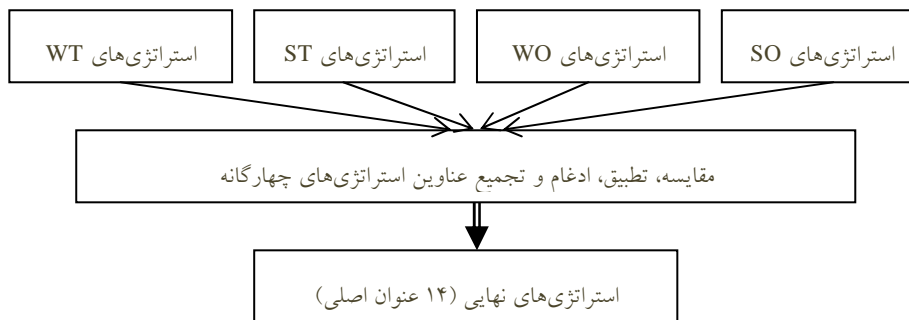 استراتژی‌های SO
استراتژی‌های WO
استراتژی‌های ST
استراتژی‌های WT
مقایسه، تطبیق، ادغام و تجمیع عناوین استراتژی‌های چهارگانه
استراتژی‌های نهایی (۱۴ عنوان اصلی)